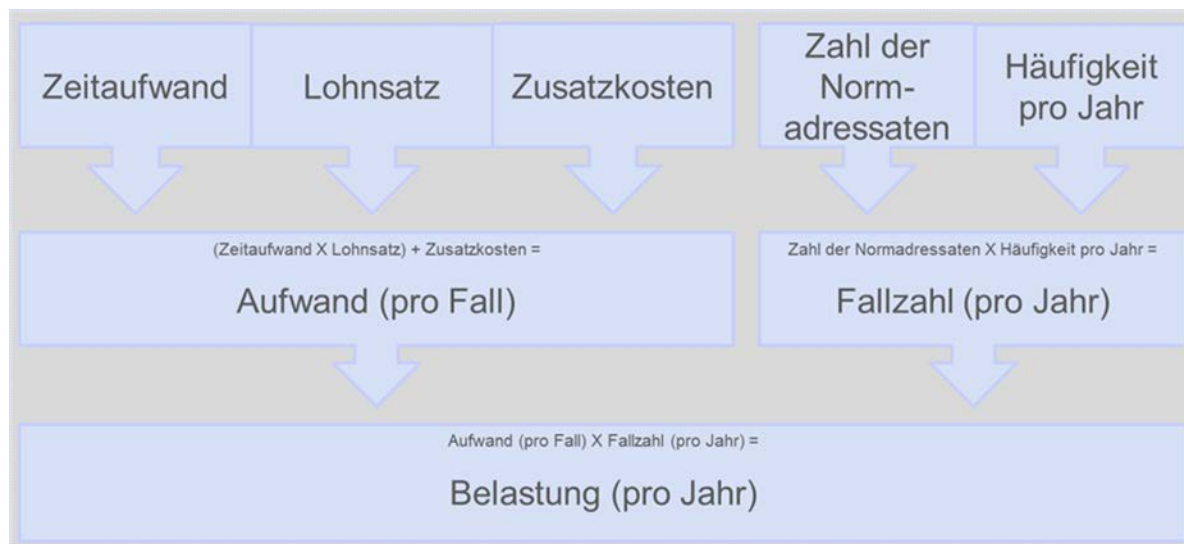 Zeitaufwand
Lohnsatz
Zusatzkosten
Zahl der
Norm-
adressaten
Häufigkeit
pro Jahr
(Zeitaufwand X Lohnsatz) + Zusatzkosten =
Aufwand (pro Fall)
Zahl der Normadressaten X Häufigkeit pro Jahr =
Fallzahl (pro Jahr)
Aufwand (pro Fall) X Fallzahl (pro Jahr) =
Belastung (pro Jahr)